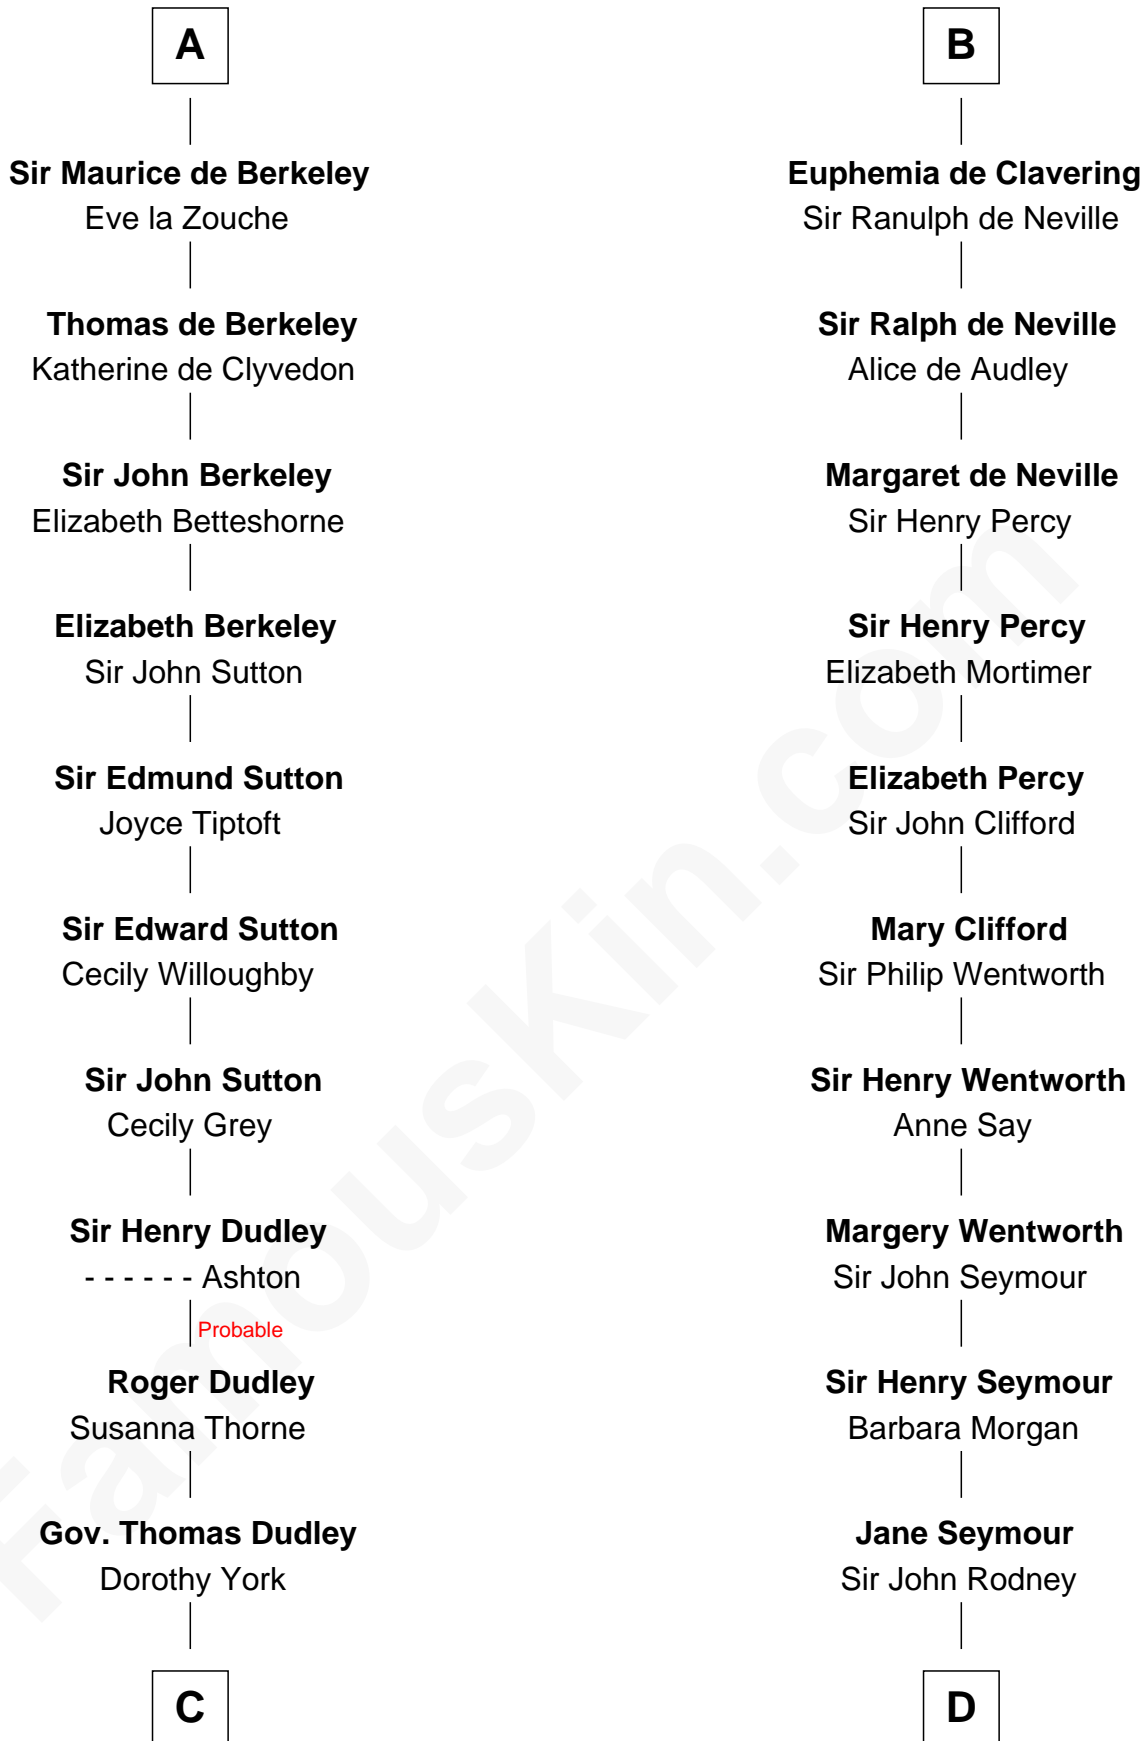 A
Sir Maurice de Berkeley
Eve la Zouche
Thomas de Berkeley
Katherine de Clyvedon
Sir John Berkeley
Elizabeth Betteshorne
Elizabeth Berkeley
Sir John Sutton
Sir Edmund Sutton
Joyce Tiptoft
Sir Edward Sutton
Cecily Willoughby
Sir John Sutton
Cecily Grey
Sir Henry Dudley
- - - - - - Ashton
Probable
Roger Dudley
Susanna Thorne
Gov. Thomas Dudley
Dorothy York
C
B
Euphemia de Clavering
Sir Ranulph de Neville
Sir Ralph de Neville
Alice de Audley
Margaret de Neville
Sir Henry Percy
Sir Henry Percy
Elizabeth Mortimer
Elizabeth Percy
Sir John Clifford
Mary Clifford
Sir Philip Wentworth
Sir Henry Wentworth
Anne Say
Margery Wentworth
Sir John Seymour
Sir Henry Seymour
Barbara Morgan
Jane Seymour
Sir John Rodney
D
FamousKin.com